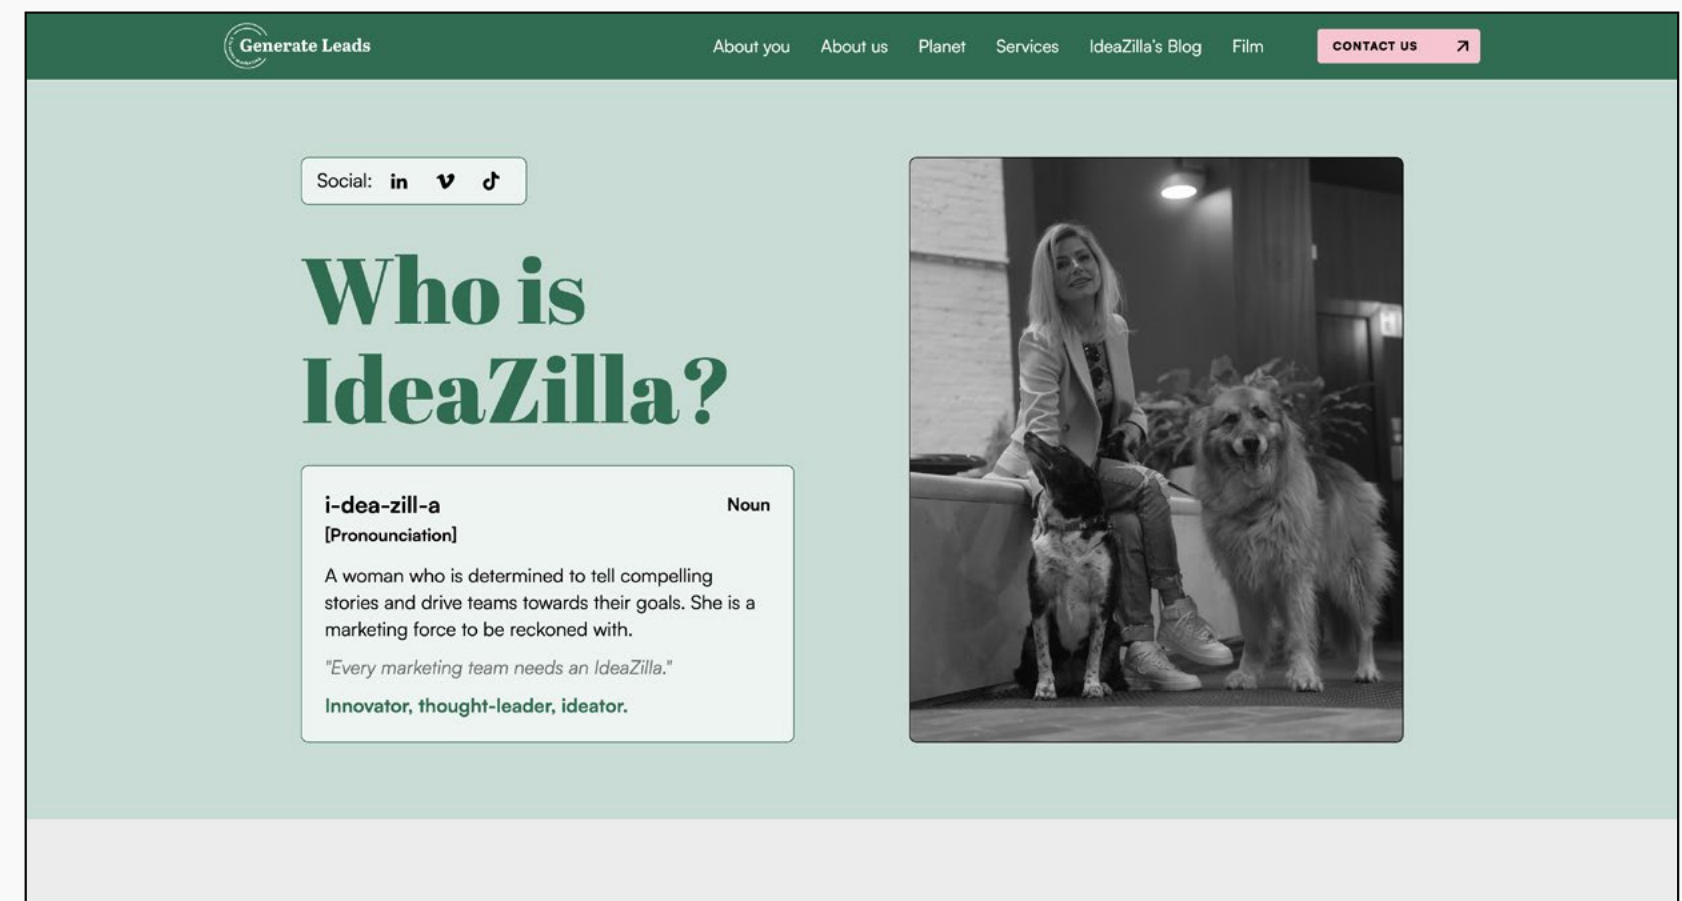 Generate Leads
About you
About us
Planet
Services
IdeaZilla's Blog
Film
CONTACT US
Social:
Who is
IdeaZilla?
i-dea-zill-a
Noun
[Pronounciation]
A woman who is determined to tell compelling
stories and drive teams towards their goals. She is a
marketing force to be reckoned with.
"Every marketing team needs an IdeaZilla."
Innovator, thought-leader, ideator.